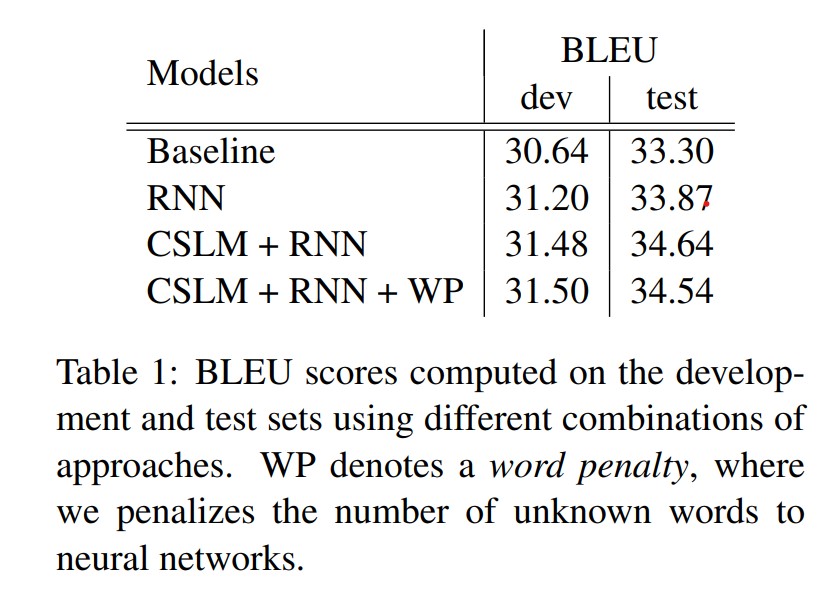 Models BLEU
dev test
Baseline 30.64 33.30
RNN 31.20 33.87
CSLM + RNN 31.48 34.64
CSLM + RNN + WP 31.50 34.54
Table 1: BLEU scores computed on the develop-
ment and test sets using different combinations of
approaches. WP denotes a word penalty, where
we penalizes the number of unknown words to
neural networks.